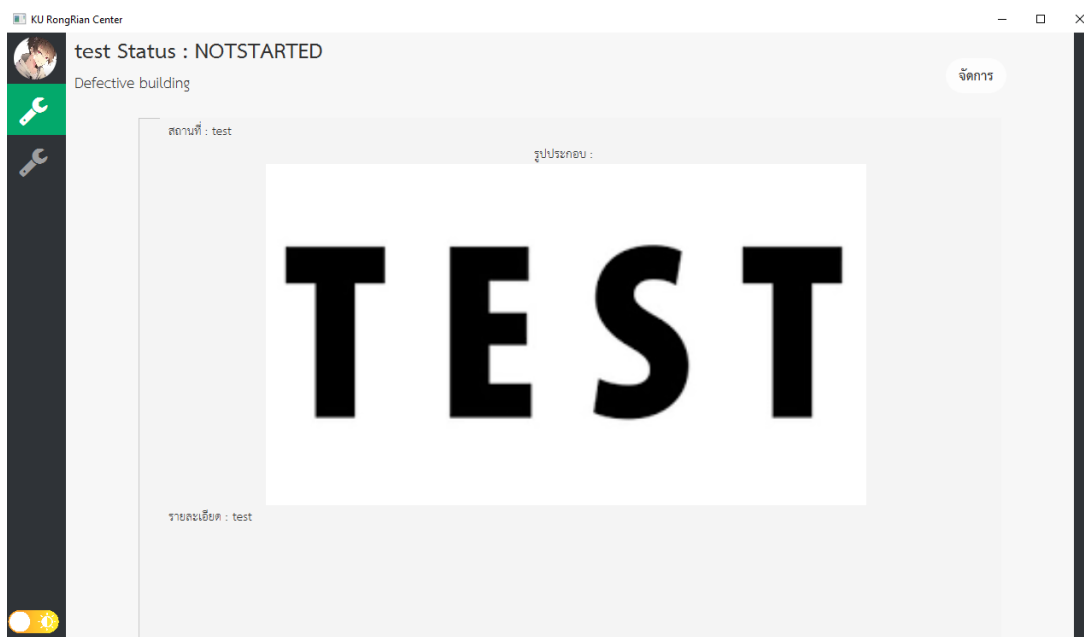 KU RongRian Center
test Status : NOTSTARTED
Defective building
จัดการ
สถานที่ : test
รูปประกอบ :
TEST
รายละเอียด : test